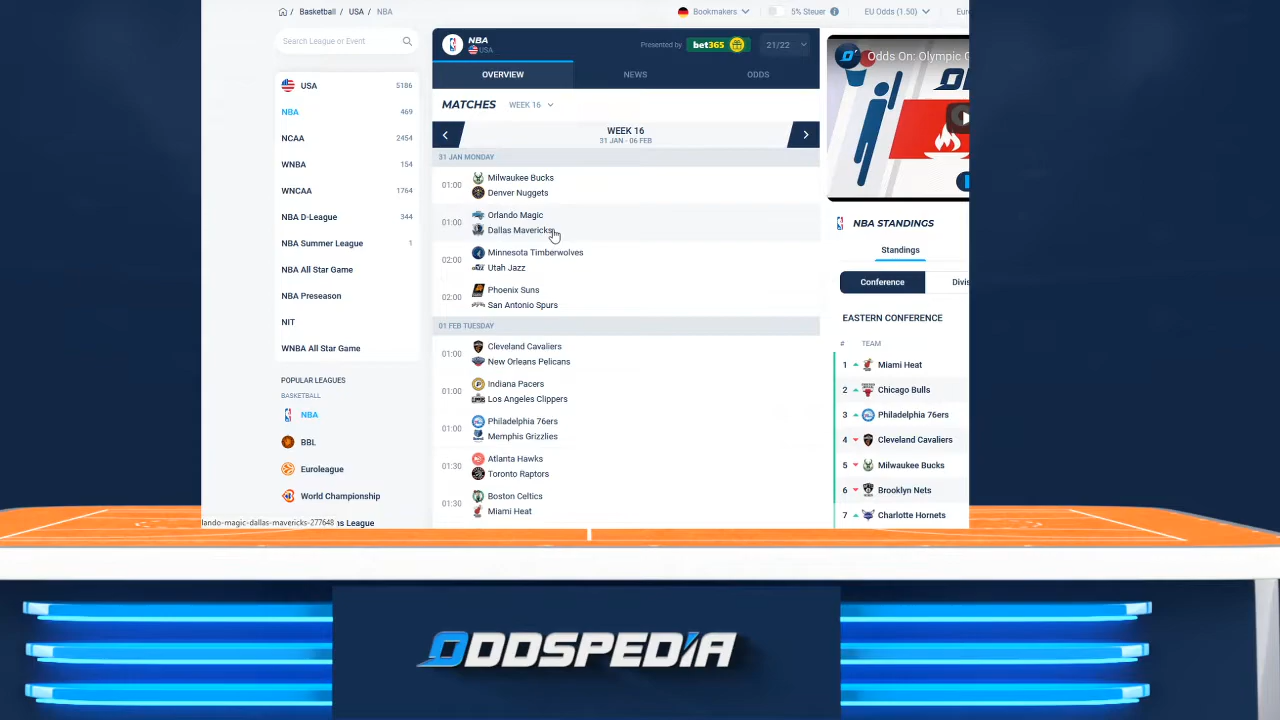 / Basketball / USA / NBA
Bookmakers
5% Steuer
EU Odds (1.50)
Search League or Event
USA 5186
NBA 469
NCAA 2454
WNBA 154
WNCAA 1764
NBA D-League 344
NBA Summer League 1
NBA All Star Game
NBA Preseason
NIT
WNBA All Star Game
POPULAR LEAGUES
BASKETBALL
NBA
BBL
Euroleague
World Championship
lando-magic-dallas-mavericks-277648
ns League
NBA
USA
Presented by bet365
21/22
OVERVIEW NEWS ODDS
MATCHES WEEK 16
WEEK 16
31 JAN - 06 FEB
31 JAN MONDAY
01:00
Milwaukee Bucks
Denver Nuggets
01:00
Orlando Magic
Dallas Mavericks
02:00
Minnesota Timberwolves
Utah Jazz
02:00
Phoenix Suns
San Antonio Spurs
01 FEB TUESDAY
01:00
Cleveland Cavaliers
New Orleans Pelicans
01:00
Indiana Pacers
Los Angeles Clippers
01:00
Philadelphia 76ers
Memphis Grizzlies
01:30
Atlanta Hawks
Toronto Raptors
01:30
Boston Celtics
Miami Heat
Odds On: Olympic
NBA STANDINGS
Standings
Conference Divis
EASTERN CONFERENCE
# TEAM
1 Miami Heat
2 Chicago Bulls
3 Philadelphia 76ers
4 Cleveland Cavaliers
5 Milwaukee Bucks
6 Brooklyn Nets
7 Charlotte Hornets
ODDSPEDIA